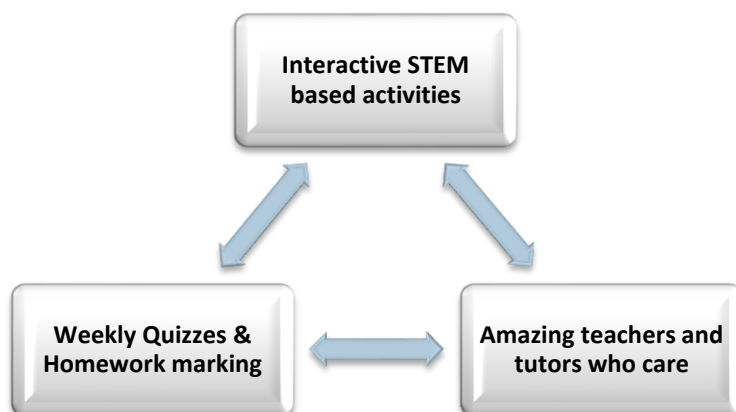 Interactive STEM
based activities
Weekly Quizzes &
Homework marking
Amazing teachers and
tutors who care